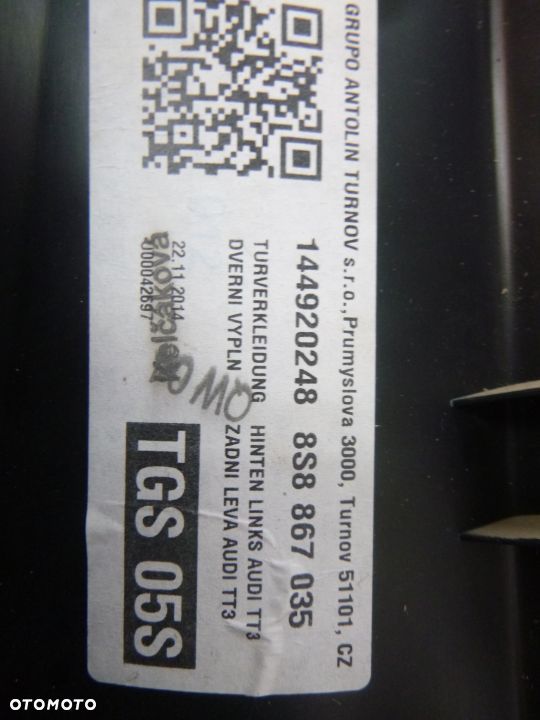 GRUPO ANTOLIN TURNOV s.r.o., Prumyslova 3000, Turnov 51101, CZ
144920248 8S8 867 035
TURVERKLEIDUNG HINTEN LINKS AUDI TT3
DVERNI VYPLN ZADNI LEVA AUDI TT3
QW
22.11.2014
000042697
TGS 05S
OTOMOTO